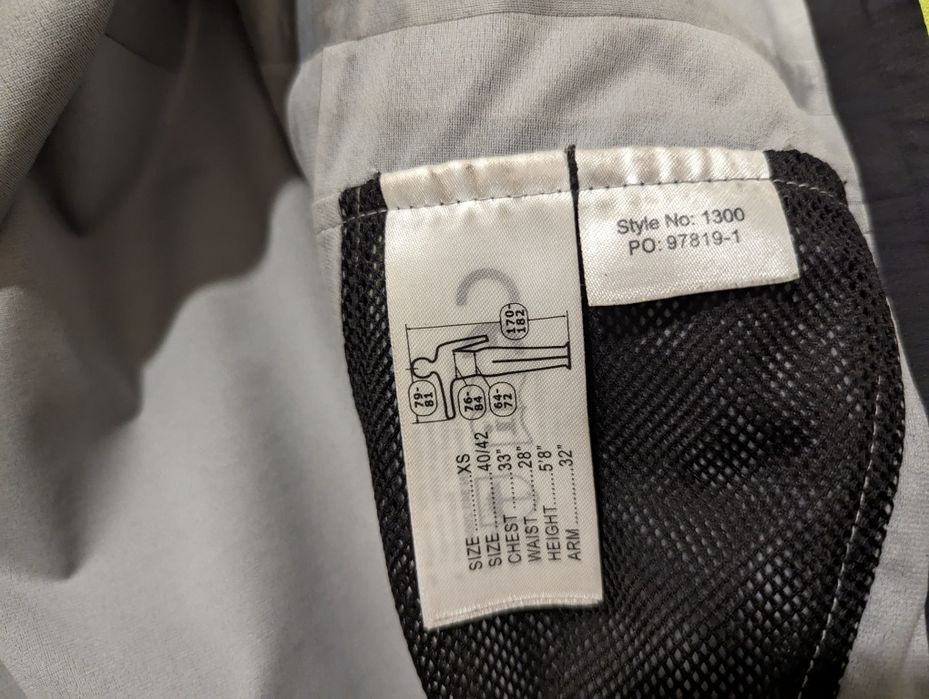 Style No: 1300
PO: 97819-1
170-
182
79-
81
76-
84
64-
72
SIZE ............XS
SIZE ............40/42
CHEST .......33"
WAIST ........28"
HEIGHT......5'8"
ARM ...........32"